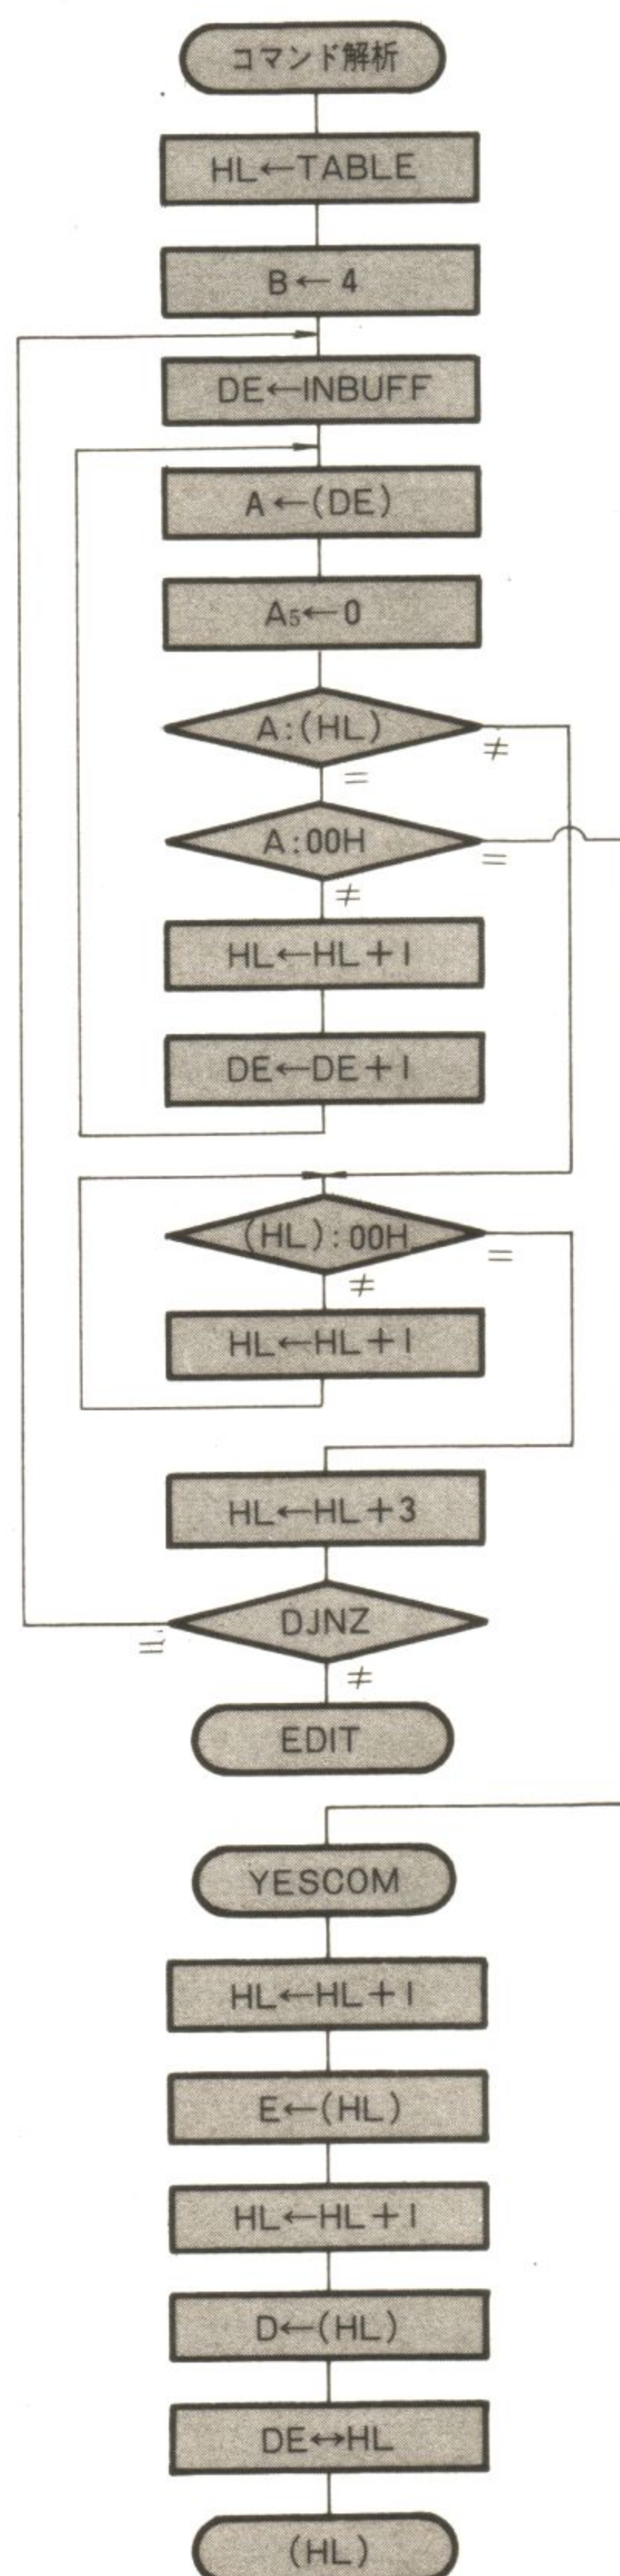 コマンド解析
HL←TABLE
B←4
DE←INBUFF
A←(DE)
A₅←0
A:(HL)
≠
=
A:00H
=
≠
HL←HL+1
DE←DE+1
(HL):00H
=
≠
HL←HL+1
HL←HL+3
DJNZ
=
≠
EDIT
YESCOM
HL←HL+1
E←(HL)
HL←HL+1
D←(HL)
DE↔HL
(HL)